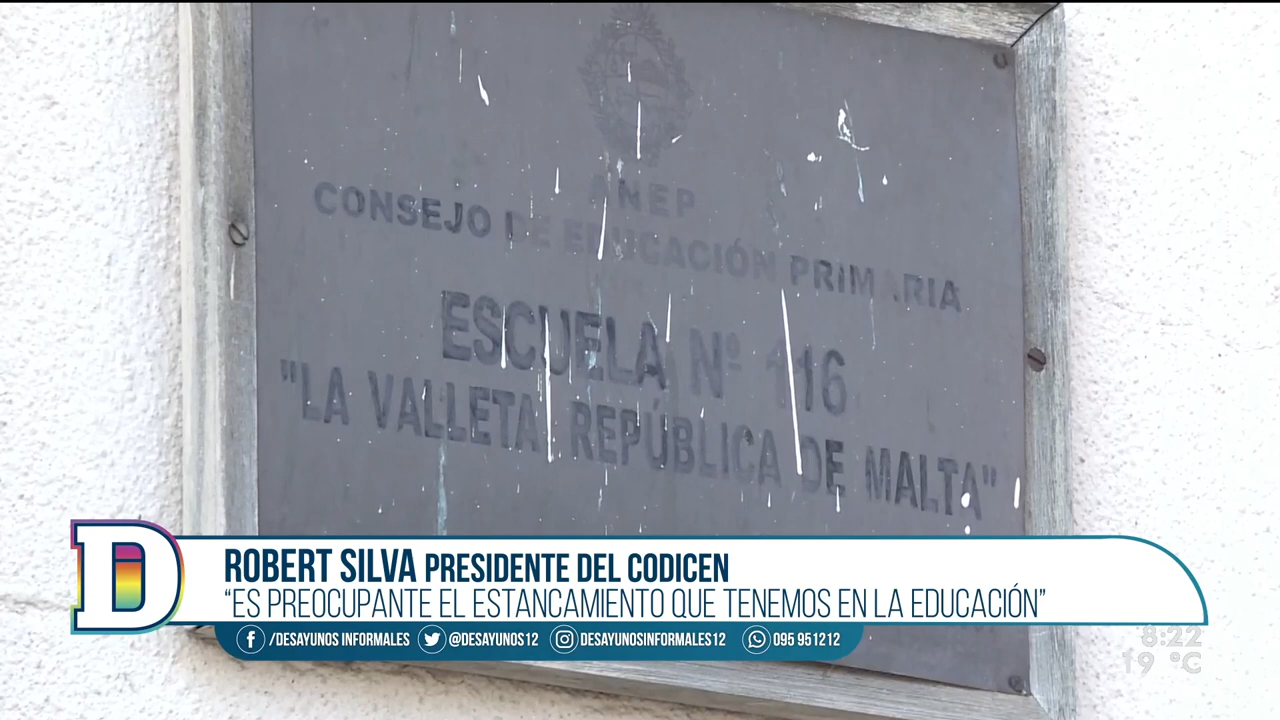 ANEP
CONSEJO DE EDUCACIÓN PRIMARIA
ESCUELA Nº 116
"LA VALLETA, REPÚBLICA DE MALTA"
D
ROBERT SILVA PRESIDENTE DEL CODICEN
“ES PREOCUPANTE EL ESTANCAMIENTO QUE TENEMOS EN LA EDUCACIÓN”
/DESAYUNOS INFORMALES @DESAYUNOS12 DESAYUNOSINFORMALES12 095 951212
8:22
19 °C